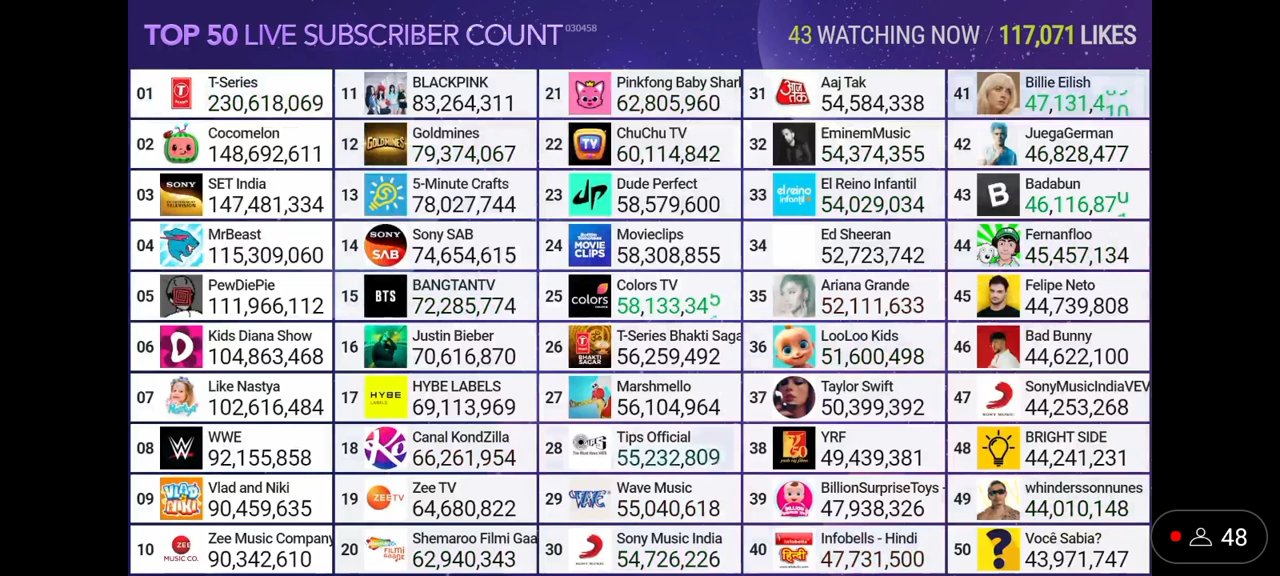 TOP 50 LIVE SUBSCRIBER COUNT 030458
43 WATCHING NOW / 117,071 LIKES
01 T-Series
230,618,069
02 Cocomelon
148,692,611
03 SET India
147,481,334
04 MrBeast
115,309,060
05 PewDiePie
111,966,112
06 Kids Diana Show
104,863,468
07 Like Nastya
102,616,484
08 WWE
92,155,858
09 Vlad and Niki
90,459,635
10 Zee Music Company
90,342,610
11 BLACKPINK
83,264,311
12 Goldmines
79,374,067
13 5-Minute Crafts
78,027,744
14 Sony SAB
74,654,615
15 BANGTANTV
72,285,774
16 Justin Bieber
70,616,870
17 HYBE LABELS
69,113,969
18 Canal KondZilla
66,261,954
19 Zee TV
64,680,822
20 Shemaroo Filmi Gaa
62,940,343
21 Pinkfong Baby Shar
62,805,960
22 ChuChu TV
60,114,842
23 Dude Perfect
58,579,600
24 Movieclips
58,308,855
25 Colors TV
58,133,34
26 T-Series Bhakti Saga
56,259,492
27 Marshmello
56,104,964
28 Tips Official
55,232,809
29 Wave Music
55,040,618
30 Sony Music India
54,726,226
31 Aaj Tak
54,584,338
32 EminemMusic
54,374,355
33 El Reino Infantil
54,029,034
34 Ed Sheeran
52,723,742
35 Ariana Grande
52,111,633
36 LooLoo Kids
51,600,498
37 Taylor Swift
50,399,392
38 YRF
49,439,381
39 BillionSurpriseToys -
47,938,326
40 Infobells - Hindi
47,731,500
41 Billie Eilish
47,131,4
42 JuegaGerman
46,828,477
43 Badabun
46,116,87
44 Fernanfloo
45,457,134
45 Felipe Neto
44,739,808
46 Bad Bunny
44,622,100
47 SonyMusicIndiaVEV
44,253,268
48 BRIGHT SIDE
44,241,231
49 whinderssonnunes
44,010,148
50 Você Sabia?
43,971,747
48